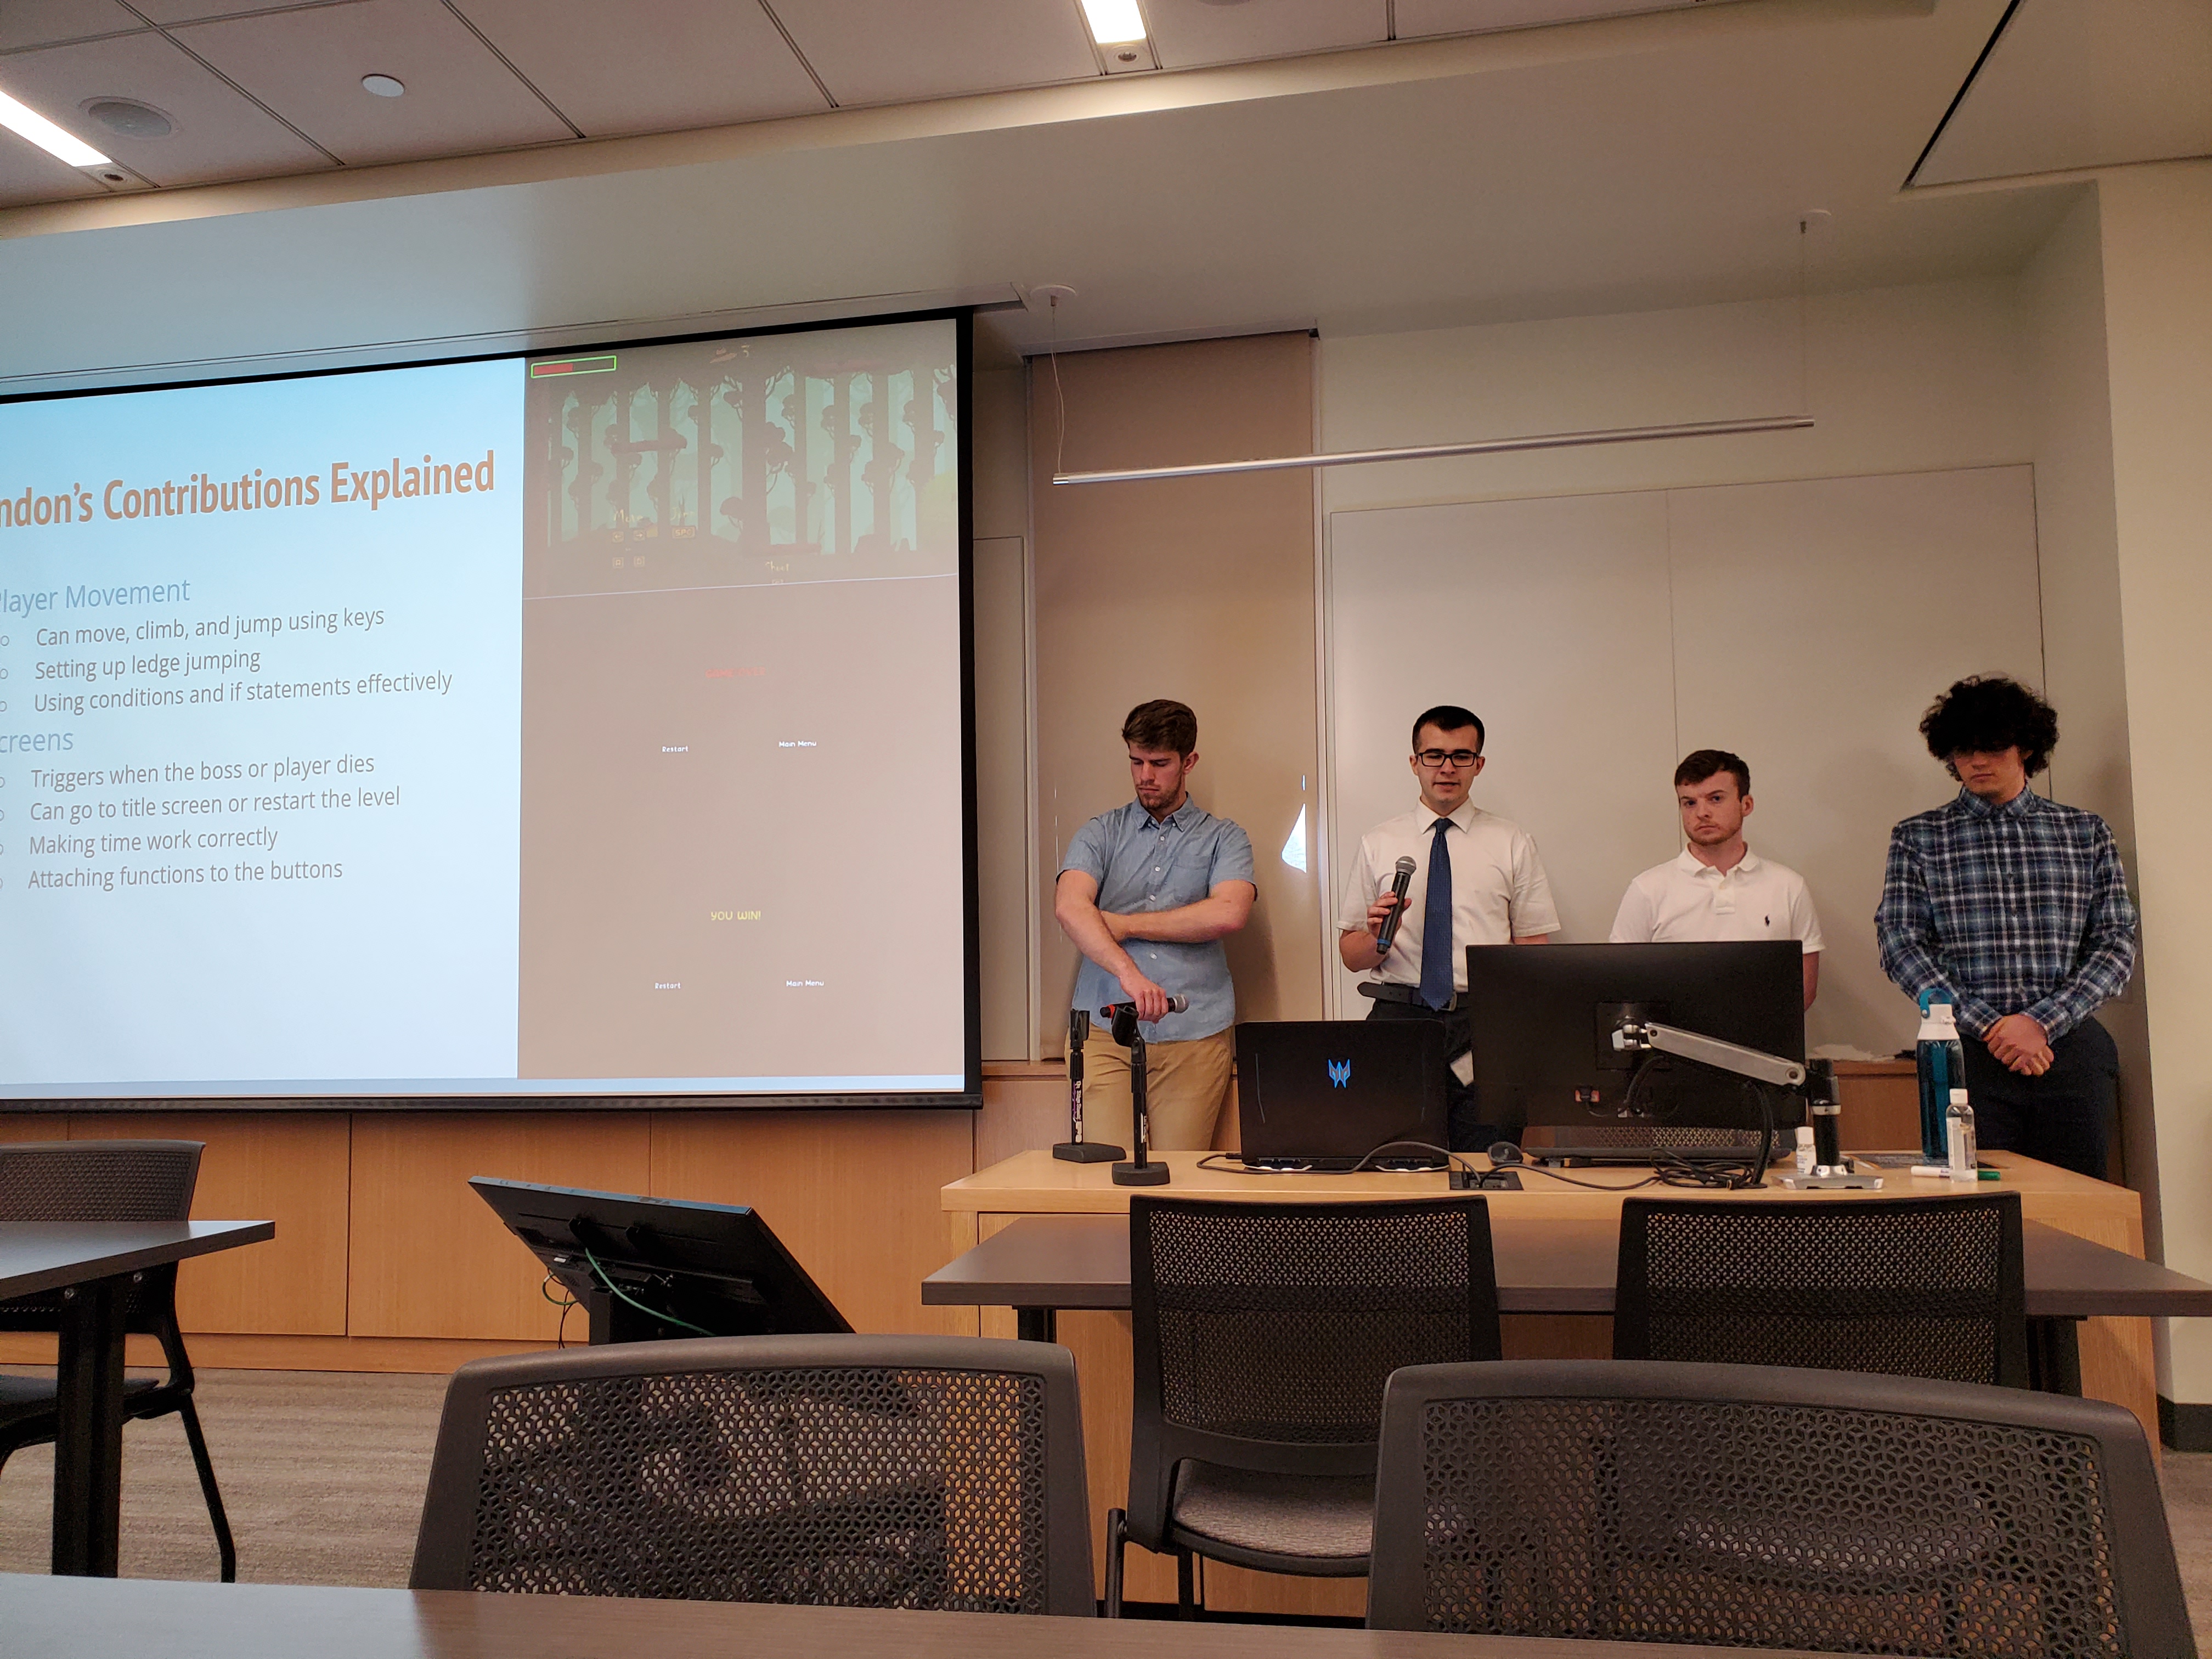 ndon's Contributions Explained
layer Movement
Can move, climb, and jump using keys
Setting up ledge jumping
Using conditions and if statements effectively
creens
Triggers when the boss or player dies
Can go to title screen or restart the level
Making time work correctly
Attaching functions to the buttons
Restart Main Menu
YOU WIN!
Restart Main Menu